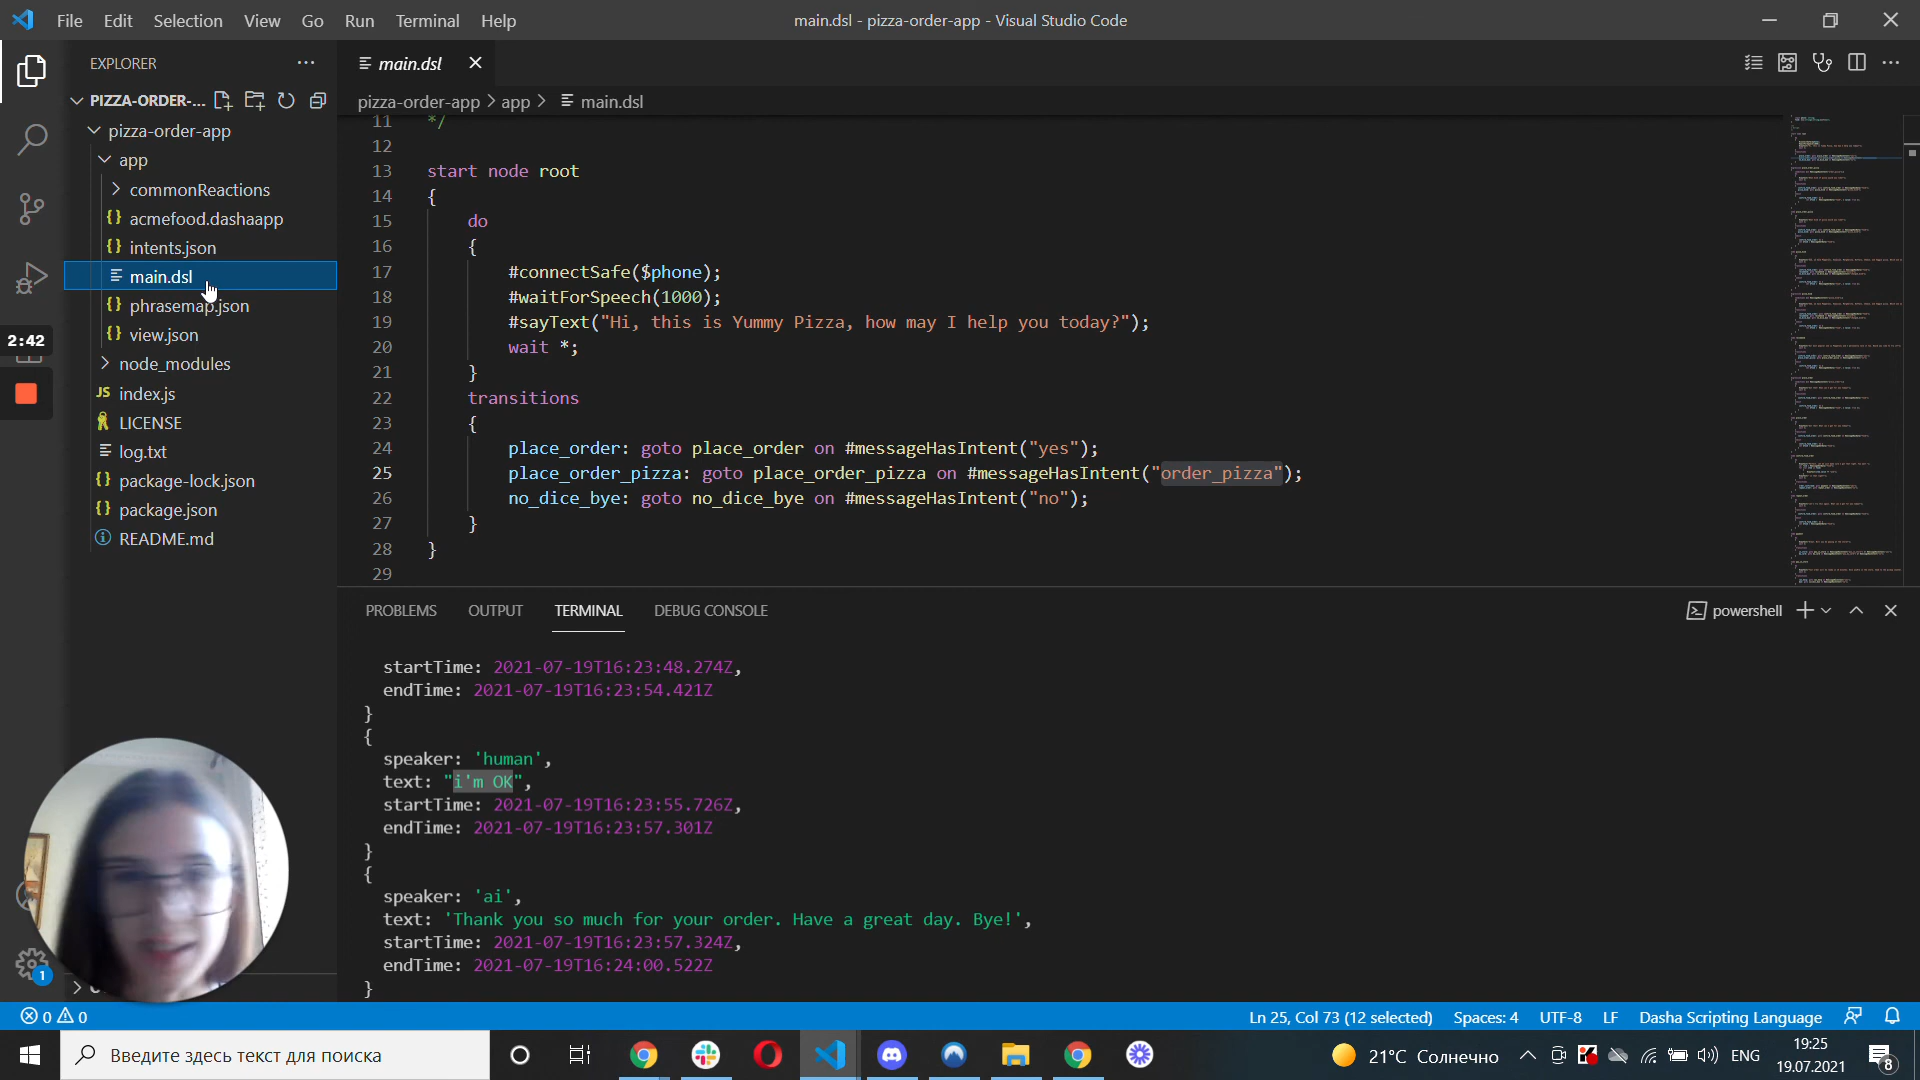 File Edit Selection View Go Run Terminal Help
main.dsl - pizza-order-app - Visual Studio Code
EXPLORER
PIZZA-ORDER-...
pizza-order-app
app
commonReactions
acmefood.dashaapp
intents.json
main.dsl
phrasemap.json
view.json
node_modules
index.js
LICENSE
log.txt
package-lock.json
package.json
README.md
2:42
main.dsl
pizza-order-app > app > main.dsl
11 */
12
13 start node root
14 {
15 do
16 {
17 #connectSafe($phone);
18 #waitForSpeech(1000);
19 #sayText("Hi, this is Yummy Pizza, how may I help you today?");
20 wait *;
21 }
22 transitions
23 {
24 place_order: goto place_order on #messageHasIntent("yes");
25 place_order_pizza: goto place_order_pizza on #messageHasIntent("order_pizza");
26 no_dice_bye: goto no_dice_bye on #messageHasIntent("no");
27 }
28 }
29
PROBLEMS OUTPUT TERMINAL DEBUG CONSOLE
powershell
startTime: 2021-07-19T16:23:48.274Z,
endTime: 2021-07-19T16:23:54.421Z
}
{
speaker: 'human',
text: "i'm OK",
startTime: 2021-07-19T16:23:55.726Z,
endTime: 2021-07-19T16:23:57.301Z
}
{
speaker: 'ai',
text: 'Thank you so much for your order. Have a great day. Bye!',
startTime: 2021-07-19T16:23:57.324Z,
endTime: 2021-07-19T16:24:00.522Z
}
1
0 0
Ln 25, Col 73 (12 selected) Spaces: 4 UTF-8 LF Dasha Scripting Language
Введите здесь текст для поиска
21°C Солнечно
ENG
19:25
19.07.2021
8